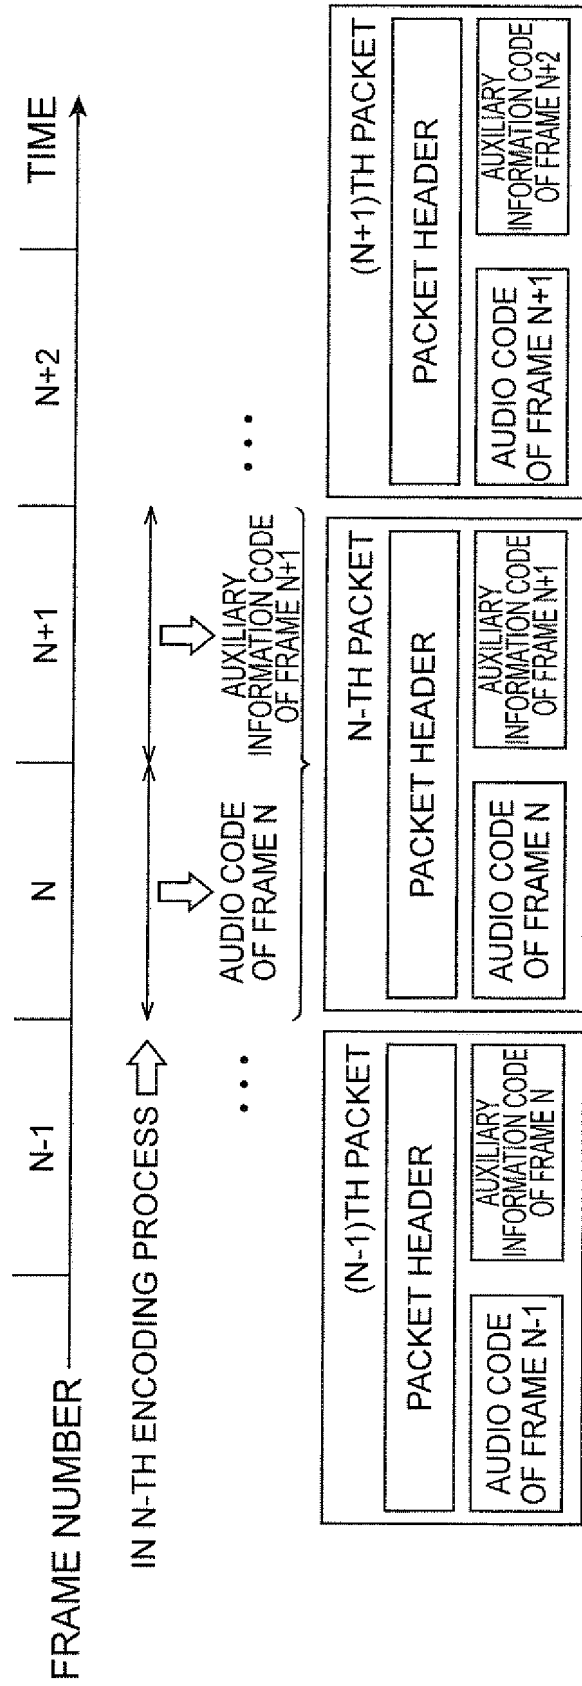 FRAME NUMBER
N-1
N
N+1
N+2
TIME
IN N-TH ENCODING PROCESS
• • •
AUDIO CODE
OF FRAME N
AUXILIARY
INFORMATION CODE
OF FRAME N+1
• • •
(N-1)TH PACKET
PACKET HEADER
AUDIO CODE
OF FRAME N-1
AUXILIARY
INFORMATION CODE
OF FRAME N
N-TH PACKET
PACKET HEADER
AUDIO CODE
OF FRAME N
AUXILIARY
INFORMATION CODE
OF FRAME N+1
(N+1)TH PACKET
PACKET HEADER
AUDIO CODE
OF FRAME N+1
AUXILIARY
INFORMATION CODE
OF FRAME N+2